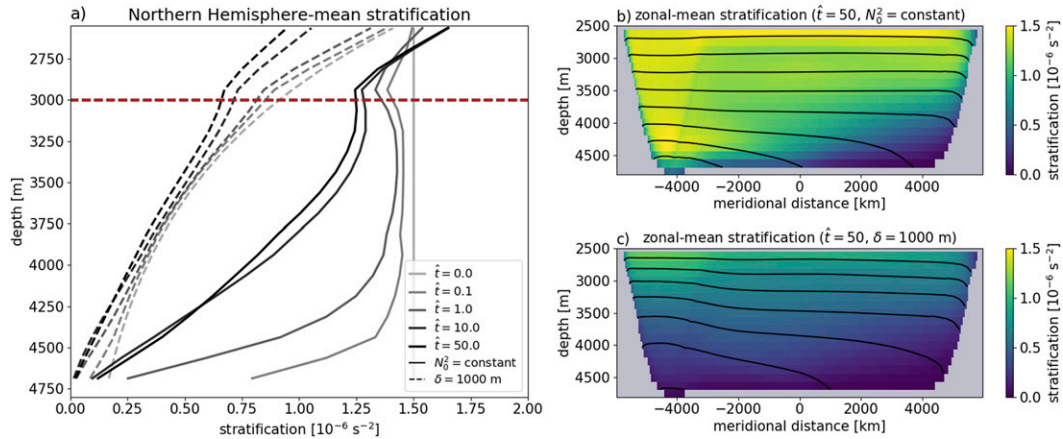 a)
Northern Hemisphere-mean stratification
depth [m]
2750
3000
3250
3500
3750
4000
4250
4500
4750
t̂ = 0.0
t̂ = 0.1
t̂ = 1.0
t̂ = 10.0
t̂ = 50.0
N₀² = constant
δ = 1000 m
0.00 0.25 0.50 0.75 1.00 1.25 1.50 1.75 2.00
stratification [10⁻⁶ s⁻²]
b)
zonal-mean stratification (t̂ = 50, N₀² = constant)
depth [m]
2500
3000
3500
4000
4500
−4000 −2000 0 2000 4000
meridional distance [km]
1.5
1.0
0.5
0.0
stratification [10⁻⁶ s⁻²]
c)
zonal-mean stratification (t̂ = 50, δ = 1000 m)
depth [m]
2500
3000
3500
4000
4500
−4000 −2000 0 2000 4000
meridional distance [km]
1.5
1.0
0.5
0.0
stratification [10⁻⁶ s⁻²]